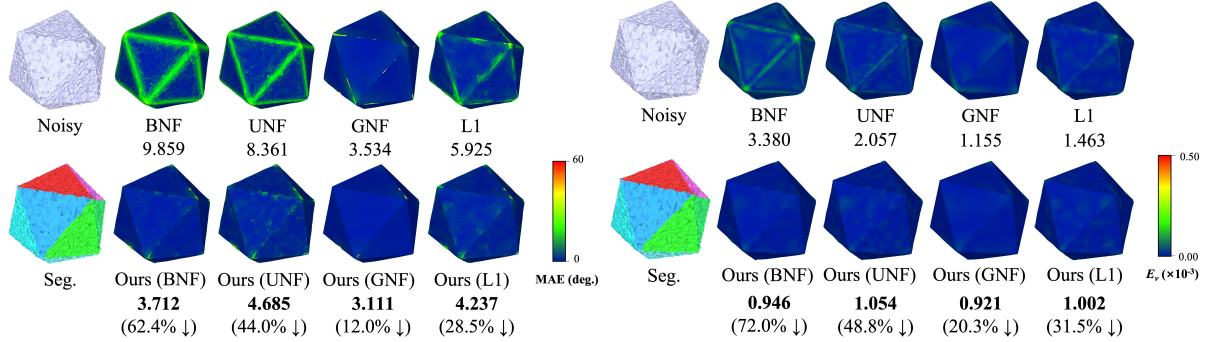 Noisy BNF UNF GNF L1
9.859 8.361 3.534 5.925
60
0
MAE (deg.)
Seg. Ours (BNF) Ours (UNF) Ours (GNF) Ours (L1)
3.712 4.685 3.111 4.237
(62.4% ↓) (44.0% ↓) (12.0% ↓) (28.5% ↓)
Noisy BNF UNF GNF L1
3.380 2.057 1.155 1.463
0.50
0.00
Seg. Ours (BNF) Ours (UNF) Ours (GNF) Ours (L1) E_v (×10⁻³)
0.946 1.054 0.921 1.002
(72.0% ↓) (48.8% ↓) (20.3% ↓) (31.5% ↓)